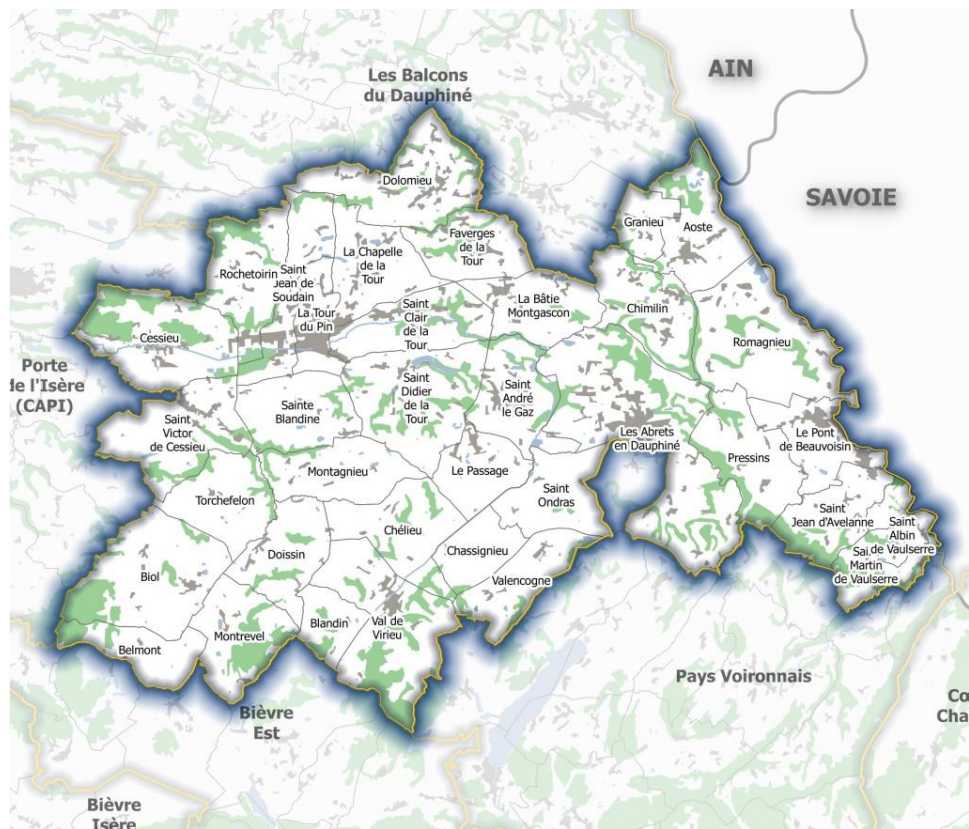 AIN
Les Balcons
du Dauphiné
SAVOIE
Dolomieu
Granieu
Aoste
Faverges
de la
Tour
La Chapelle
de la
Tour
Rochetoirin
Saint
Jean de
Soudain
La Tour
du Pin
Saint
Clair
de la
Tour
La Bâtie
Montgascon
Chimilin
Cessieu
Romagnieu
Porte
de l'Isère
(CAPI)
Saint
Didier
de la
Tour
Saint
André
le Gaz
Sainte
Blandine
Saint
Victor
de Cessieu
Les Abrets
en Dauphiné
Le Pont
de Beauvoisin
Pressins
Montagnieu
Le Passage
Saint
Ondras
Torchefelon
Chélieu
Saint
Jean d'Avelanne
Saint
Albin
de Vaulserre
Sai
Martin
de Vaulserre
Doissin
Chassignieu
Biol
Valencogne
Blandin
Val de
Virieu
Montrevel
Belmont
Pays Voironnais
Bièvre
Est
Cha
Bièvre
Isère